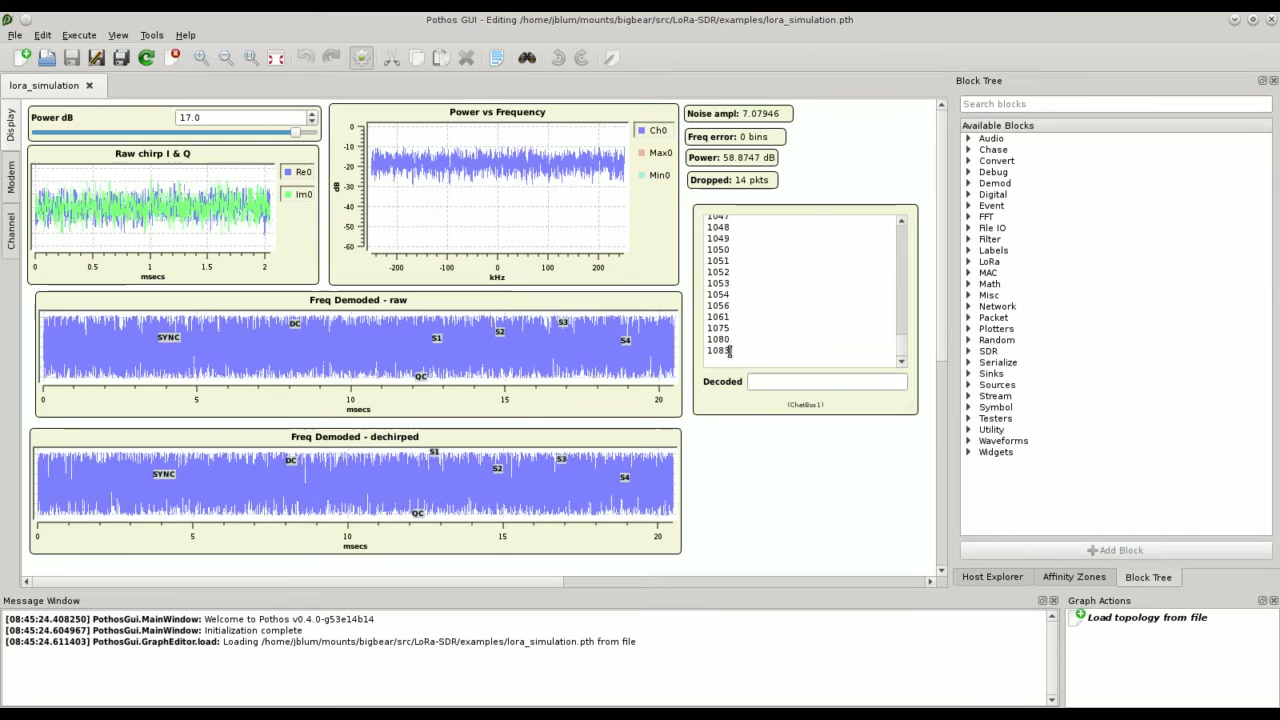 Pothos GUI - Editing /home/jblum/mounts/bigbear/src/LoRa-SDR/examples/lora_simulation.pth
File Edit Execute View Tools Help
lora_simulation
Display
Modem
Channel
Power dB 17.0
Raw chirp I & Q
Re0
Im0
0 0.5 1 1.5 2
msecs
Power vs Frequency
dB
0
-10
-20
-30
-40
-50
-60
-200 -100 0 100 200
kHz
Ch0
Max0
Min0
Noise ampl: 7.07946
Freq error: 0 bins
Power: 58.8747 dB
Dropped: 14 pkts
1047
1048
1049
1050
1051
1052
1053
1054
1056
1061
1075
1080
1083
Decoded
(ChatBox1)
Freq Demoded - raw
SYNC DC QC S1 S2 S3 S4
0 5 10 15 20
msecs
Freq Demoded - dechirped
SYNC DC QC S1 S2 S3 S4
0 5 10 15 20
msecs
Block Tree
Search blocks
Available Blocks
Audio
Chase
Convert
Debug
Demod
Digital
Event
FFT
File IO
Filter
Labels
LoRa
MAC
Math
Misc
Network
Packet
Plotters
Random
SDR
Serialize
Sinks
Sources
Stream
Symbol
Testers
Utility
Waveforms
Widgets
Add Block
Host Explorer Affinity Zones Block Tree
Message Window
[08:45:24.408250] PothosGui.MainWindow: Welcome to Pothos v0.4.0-g53e14b14
[08:45:24.604967] PothosGui.MainWindow: Initialization complete
[08:45:24.611403] PothosGui.GraphEditor.load: Loading /home/jblum/mounts/bigbear/src/LoRa-SDR/examples/lora_simulation.pth from file
Graph Actions
Load topology from file